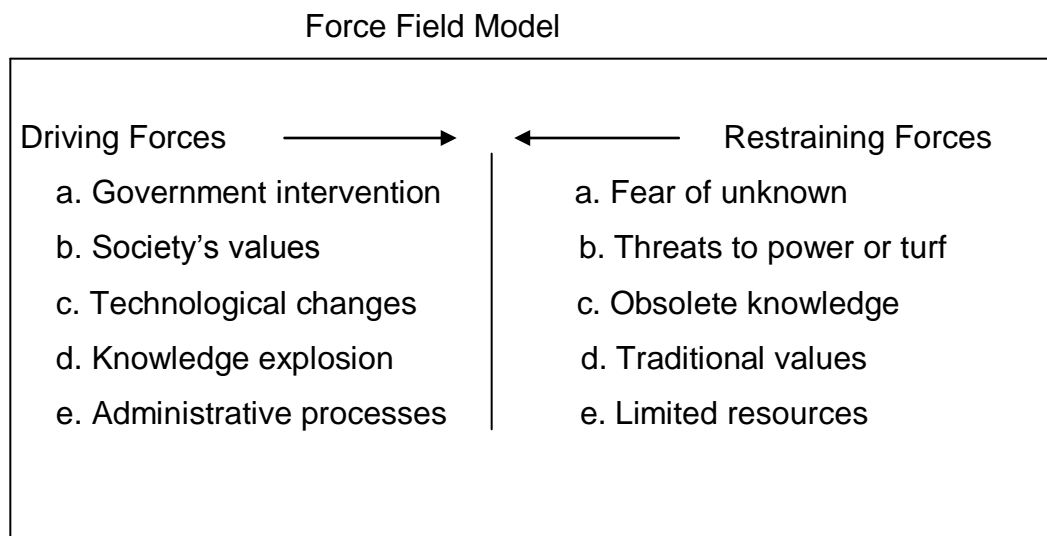 Force Field Model
Driving Forces Restraining Forces
a. Government intervention a. Fear of unknown
b. Society’s values b. Threats to power or turf
c. Technological changes c. Obsolete knowledge
d. Knowledge explosion d. Traditional values
e. Administrative processes e. Limited resources